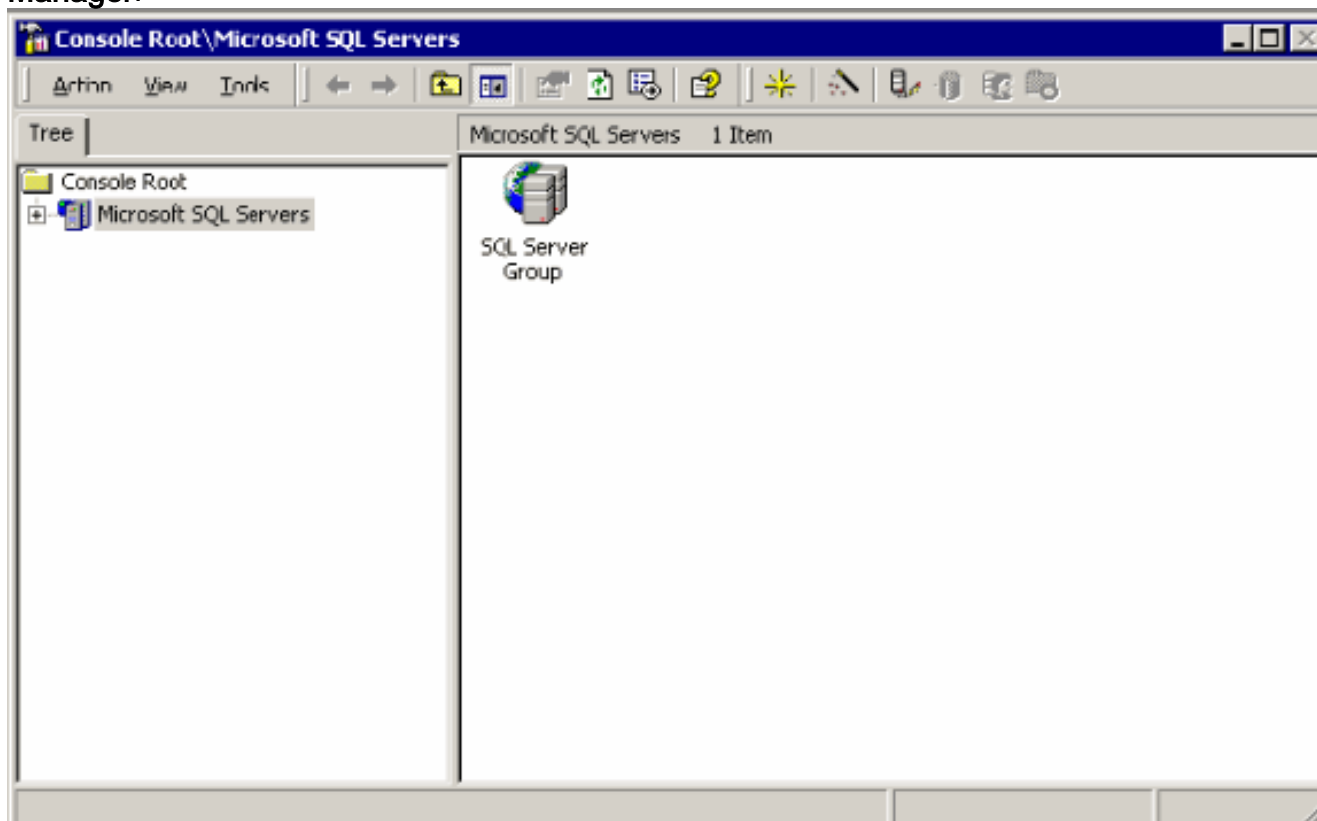 Manager.
Console Root\Microsoft SQL Servers
Action View Tools
Tree
Microsoft SQL Servers 1 Item
Console Root
Microsoft SQL Servers
SQL Server
Group